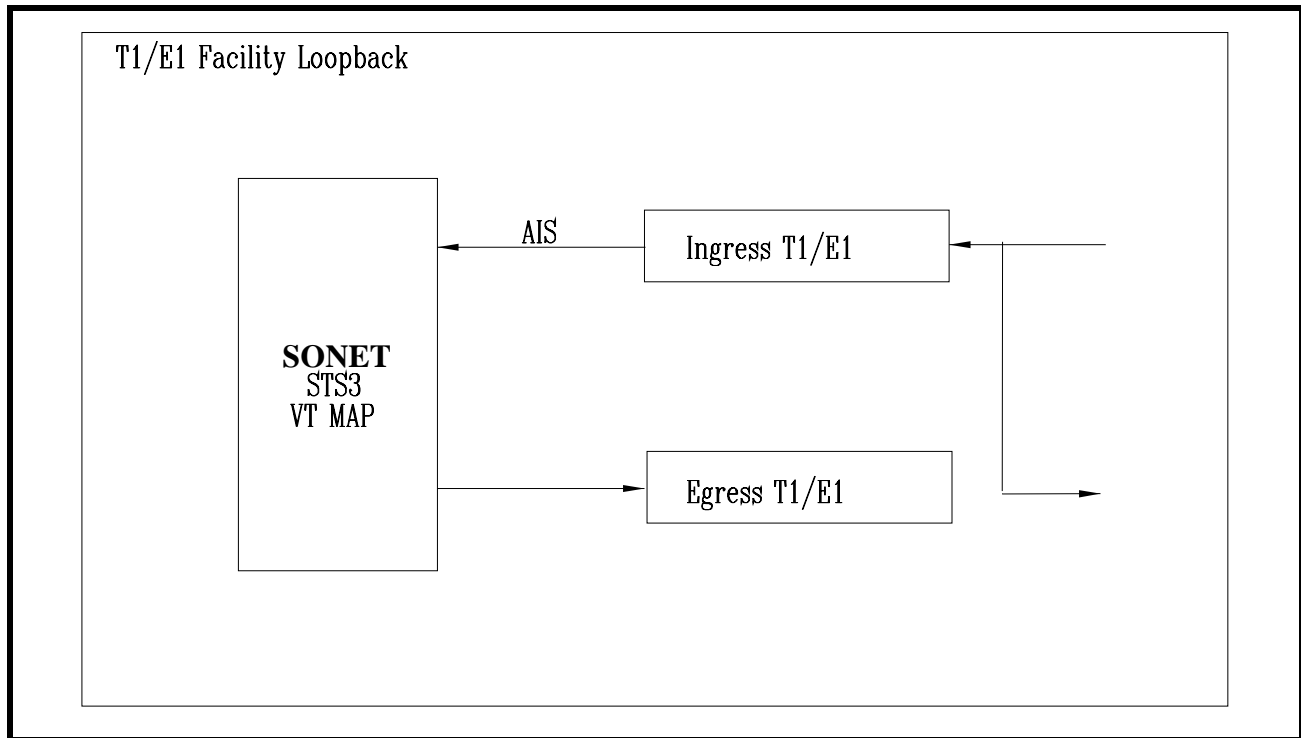 T1/E1 Facility Loopback
AIS
Ingress T1/E1
SONET
STS3
VT MAP
Egress T1/E1